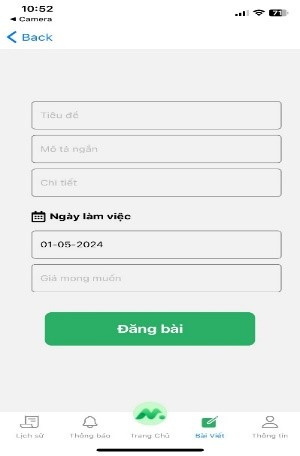 10:52
71
◀ Camera
Back
Tiêu đề
Mô tả ngắn
Chi tiết
Ngày làm việc
01-05-2024
Giá mong muốn
Đăng bài
Lịch sử
Thông báo
Trang Chủ
Bài Viết
Thông tin